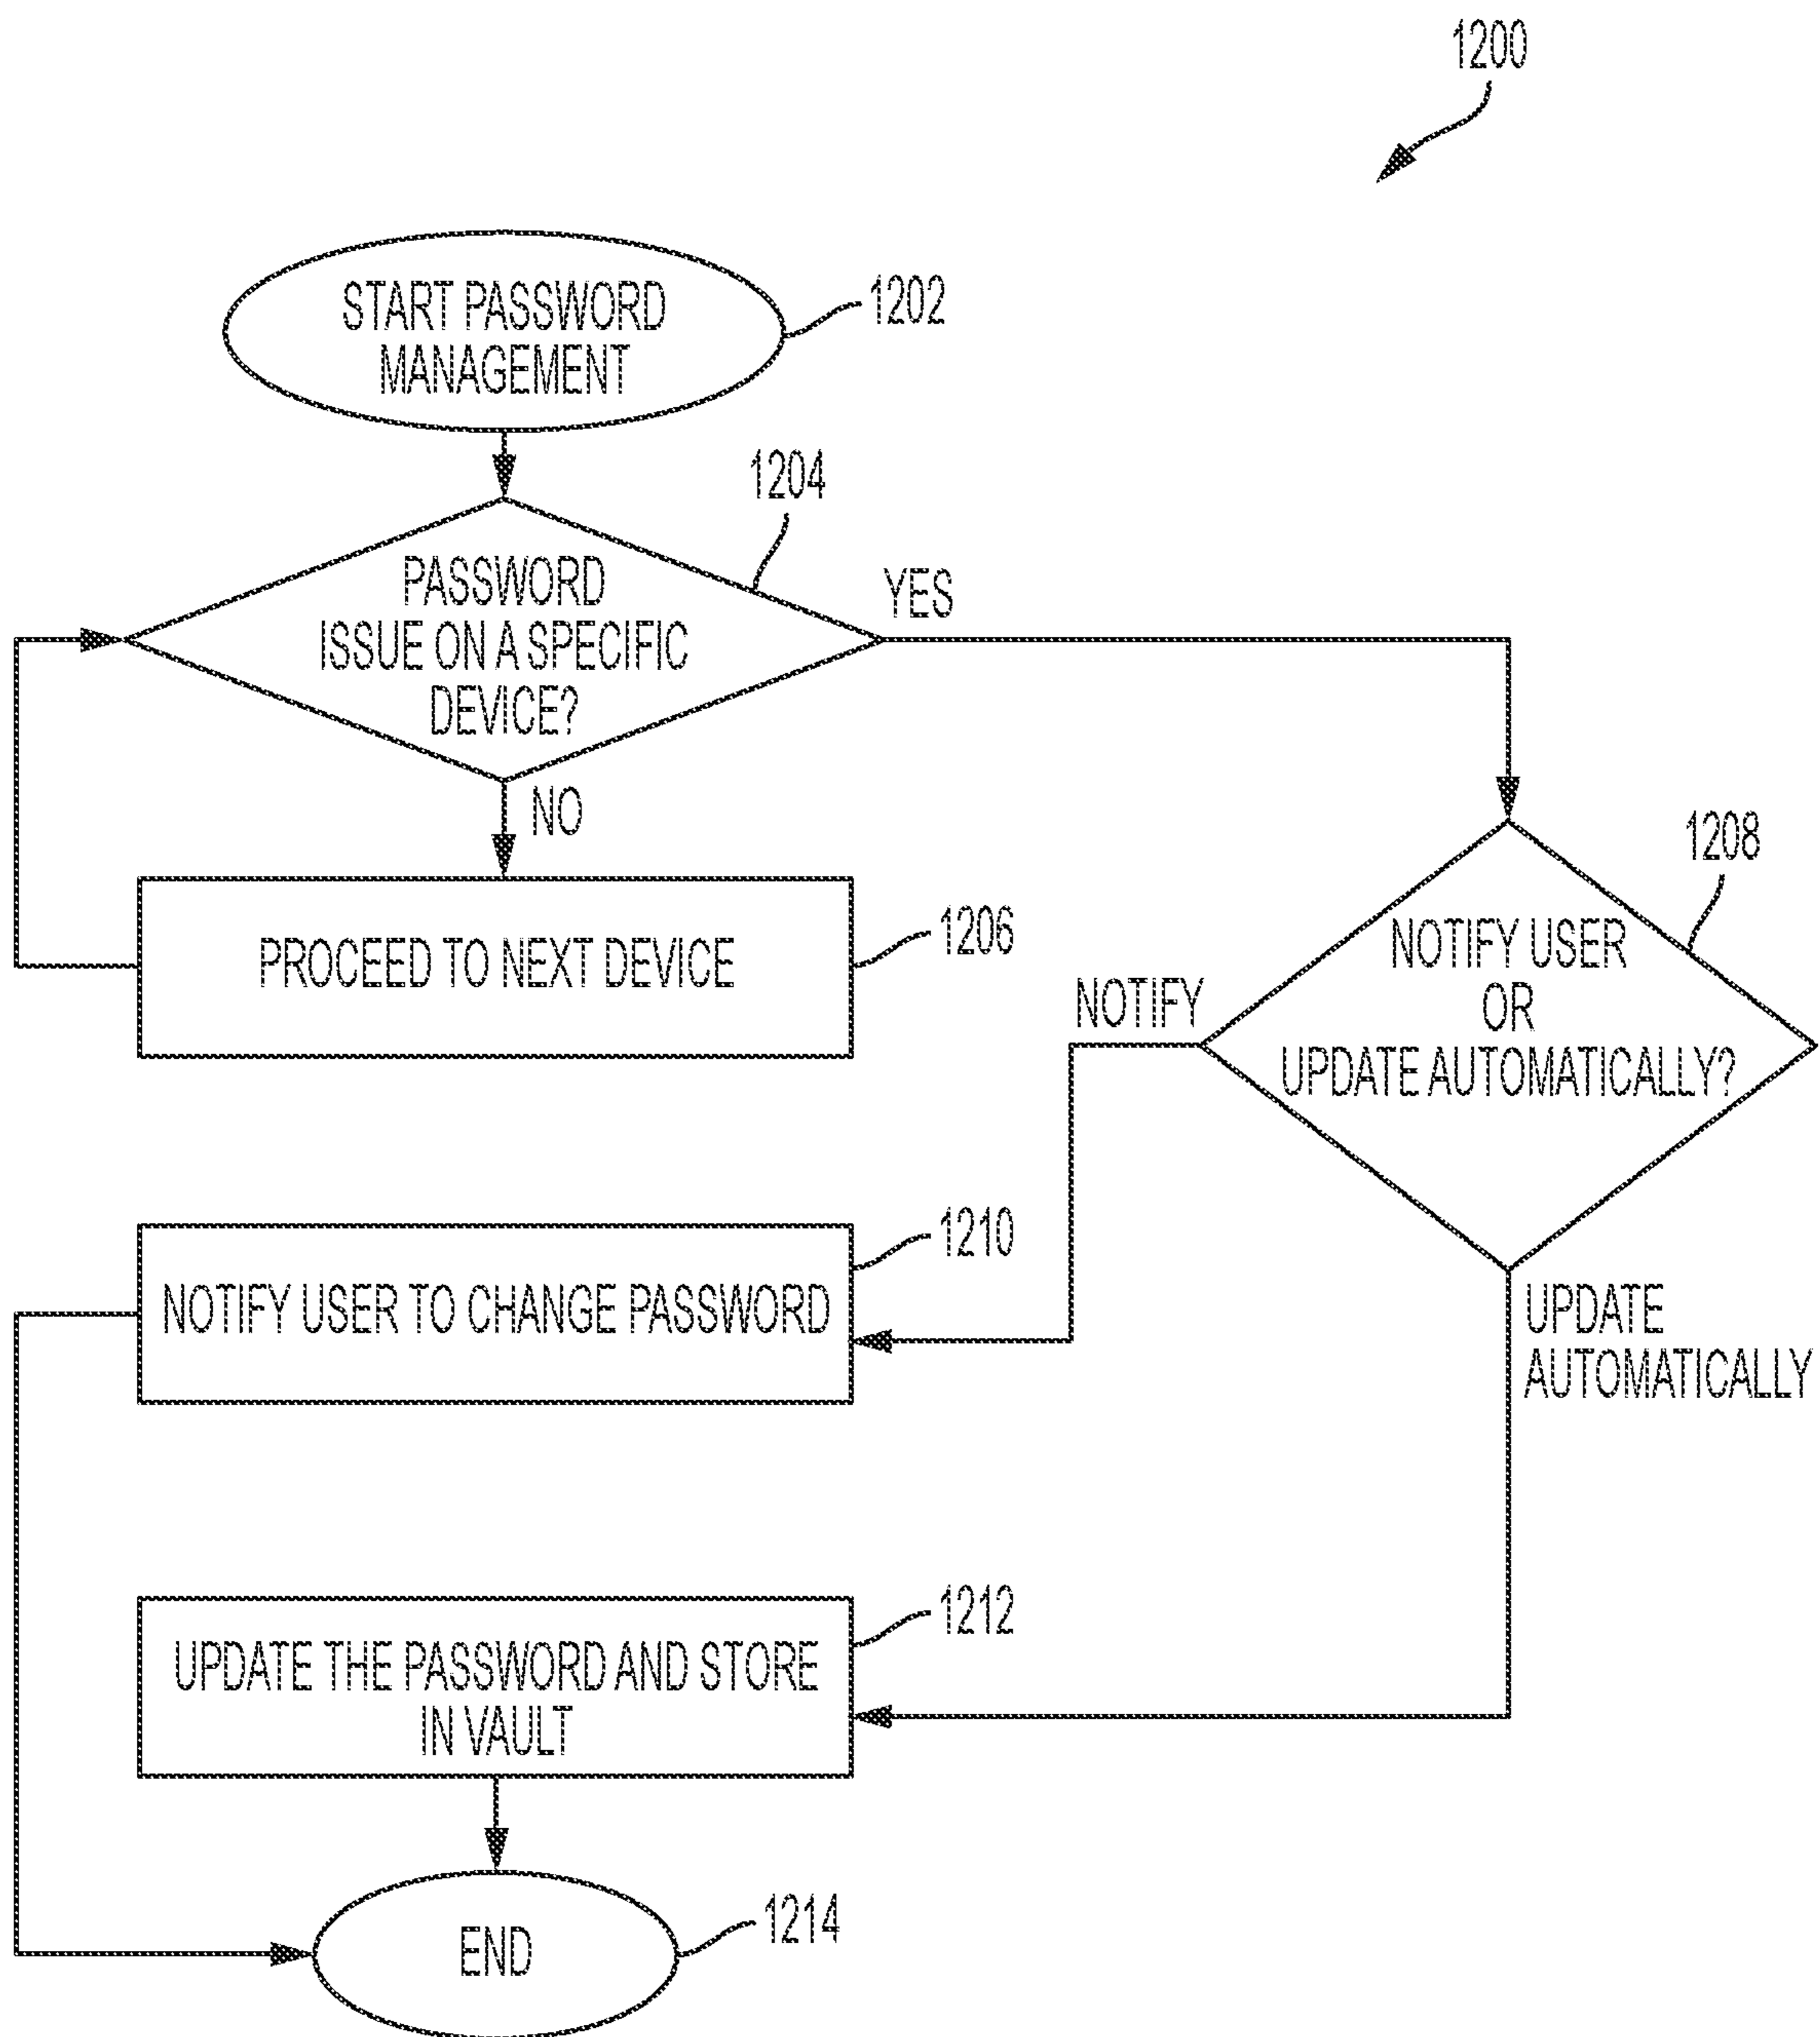 1200
START PASSWORD
MANAGEMENT
1202
1204
PASSWORD
ISSUE ON A SPECIFIC
DEVICE?
YES
NO
PROCEED TO NEXT DEVICE
1206
1208
NOTIFY USER
OR
UPDATE AUTOMATICALLY?
NOTIFY
1210
NOTIFY USER TO CHANGE PASSWORD
UPDATE
AUTOMATICALLY
1212
UPDATE THE PASSWORD AND STORE
IN VAULT
1214
END